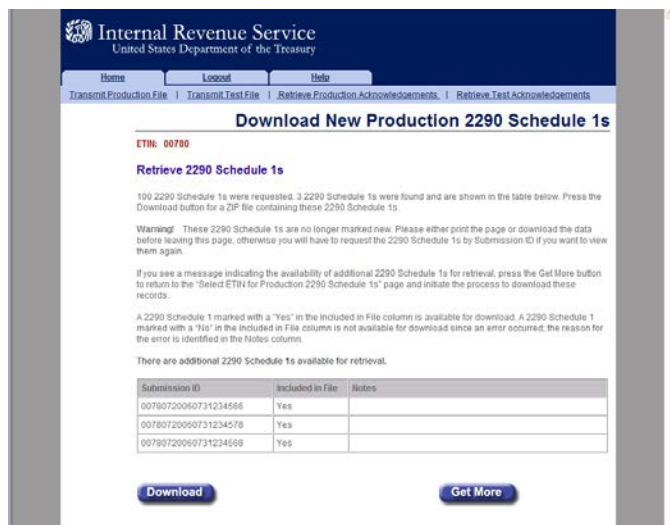 Internal Revenue Service
United States Department of the Treasury
Home Logout Help
Transmit Production File | Transmit Test File | Retrieve Production Acknowledgements | Retrieve Test Acknowledgements
Download New Production 2290 Schedule 1s
ETIN: 00780
Retrieve 2290 Schedule 1s
100 2290 Schedule 1s were requested. 3 2290 Schedule 1s were found and are shown in the table below. Press the
Download button for a ZIP file containing these 2290 Schedule 1s.
Warning! These 2290 Schedule 1s are no longer marked new. Please either print the page or download the data
before leaving this page, otherwise you will have to request the 2290 Schedule 1s by Submission ID if you want to view
them again.
If you see a message indicating the availability of additional 2290 Schedule 1s for retrieval, press the Get More button
to return to the "Select ETIN for Production 2290 Schedule 1s" page and initiate the process to download these
records.
A 2290 Schedule 1 marked with a "Yes" in the Included in File column is available for download. A 2290 Schedule 1
marked with a "No" in the Included in File column is not available for download since an error occurred; the reason for
the error is identified in the Notes column.
There are additional 2290 Schedule 1s available for retrieval.
Submission ID Included in File Notes
00780720060731234566 Yes
00780720060731234578 Yes
00780720060731234568 Yes
Download Get More